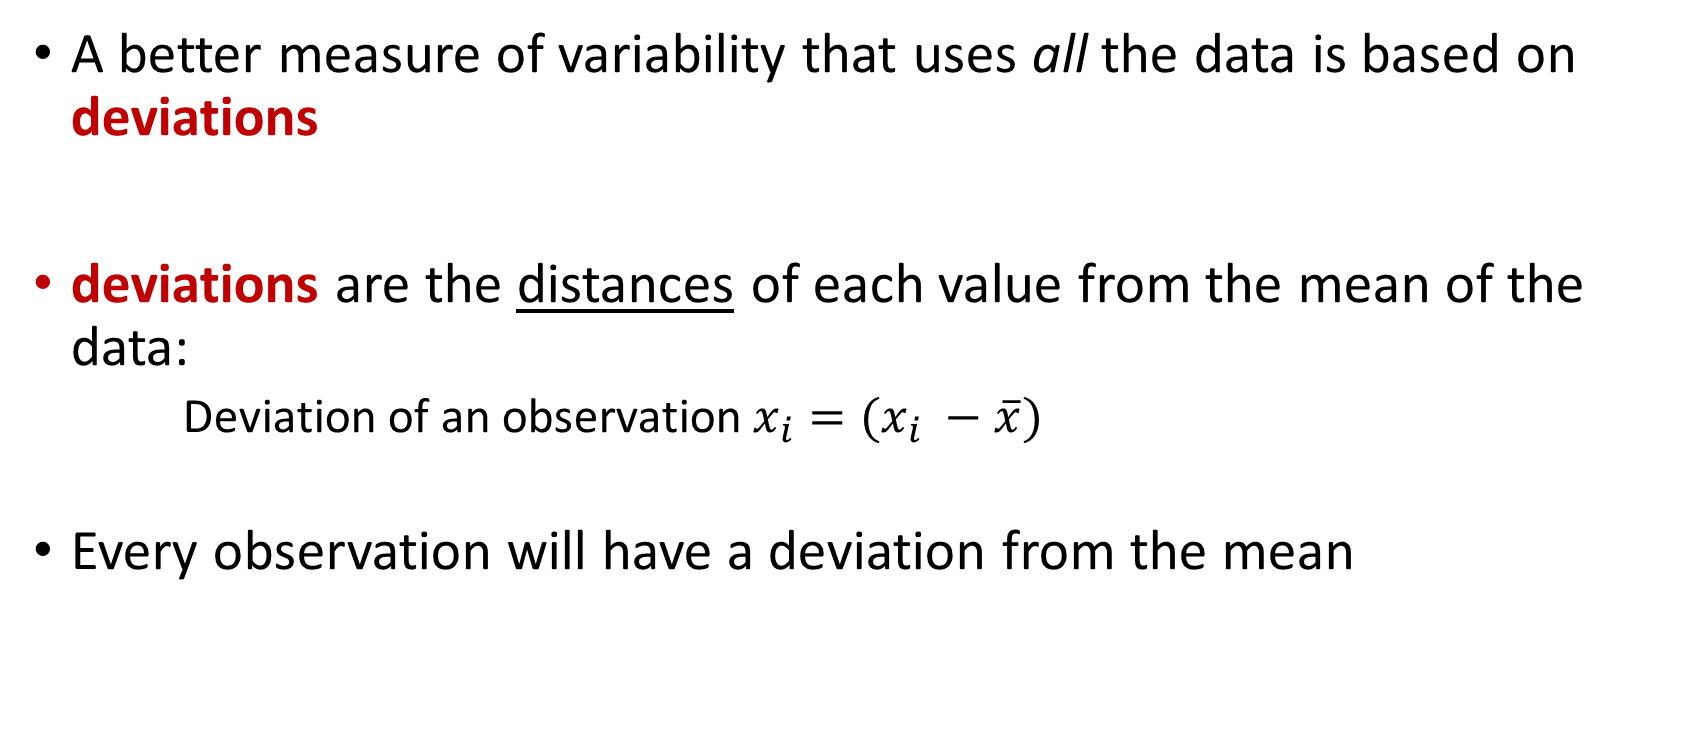 • A better measure of variability that uses all the data is based on
deviations
• deviations are the distances of each value from the mean of the
data:
Deviation of an observation xᵢ = (xᵢ − x̄)
• Every observation will have a deviation from the mean